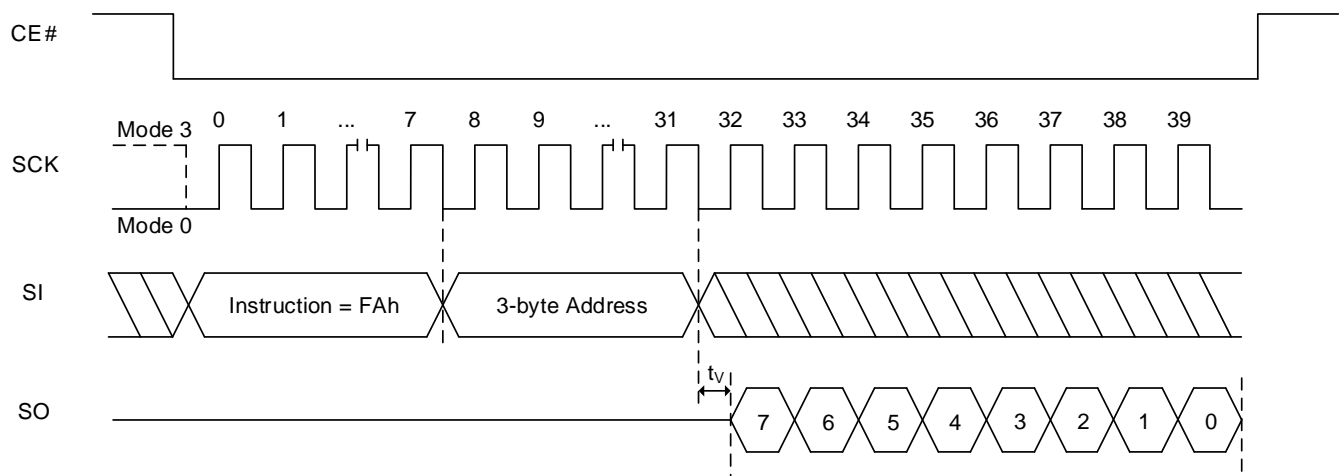 CE#
0 1 ... 7 8 9 ... 31 32 33 34 35 36 37 38 39
Mode 3
SCK
Mode 0
SI
Instruction = FAh
3-byte Address
tV
SO
7 6 5 4 3 2 1 0